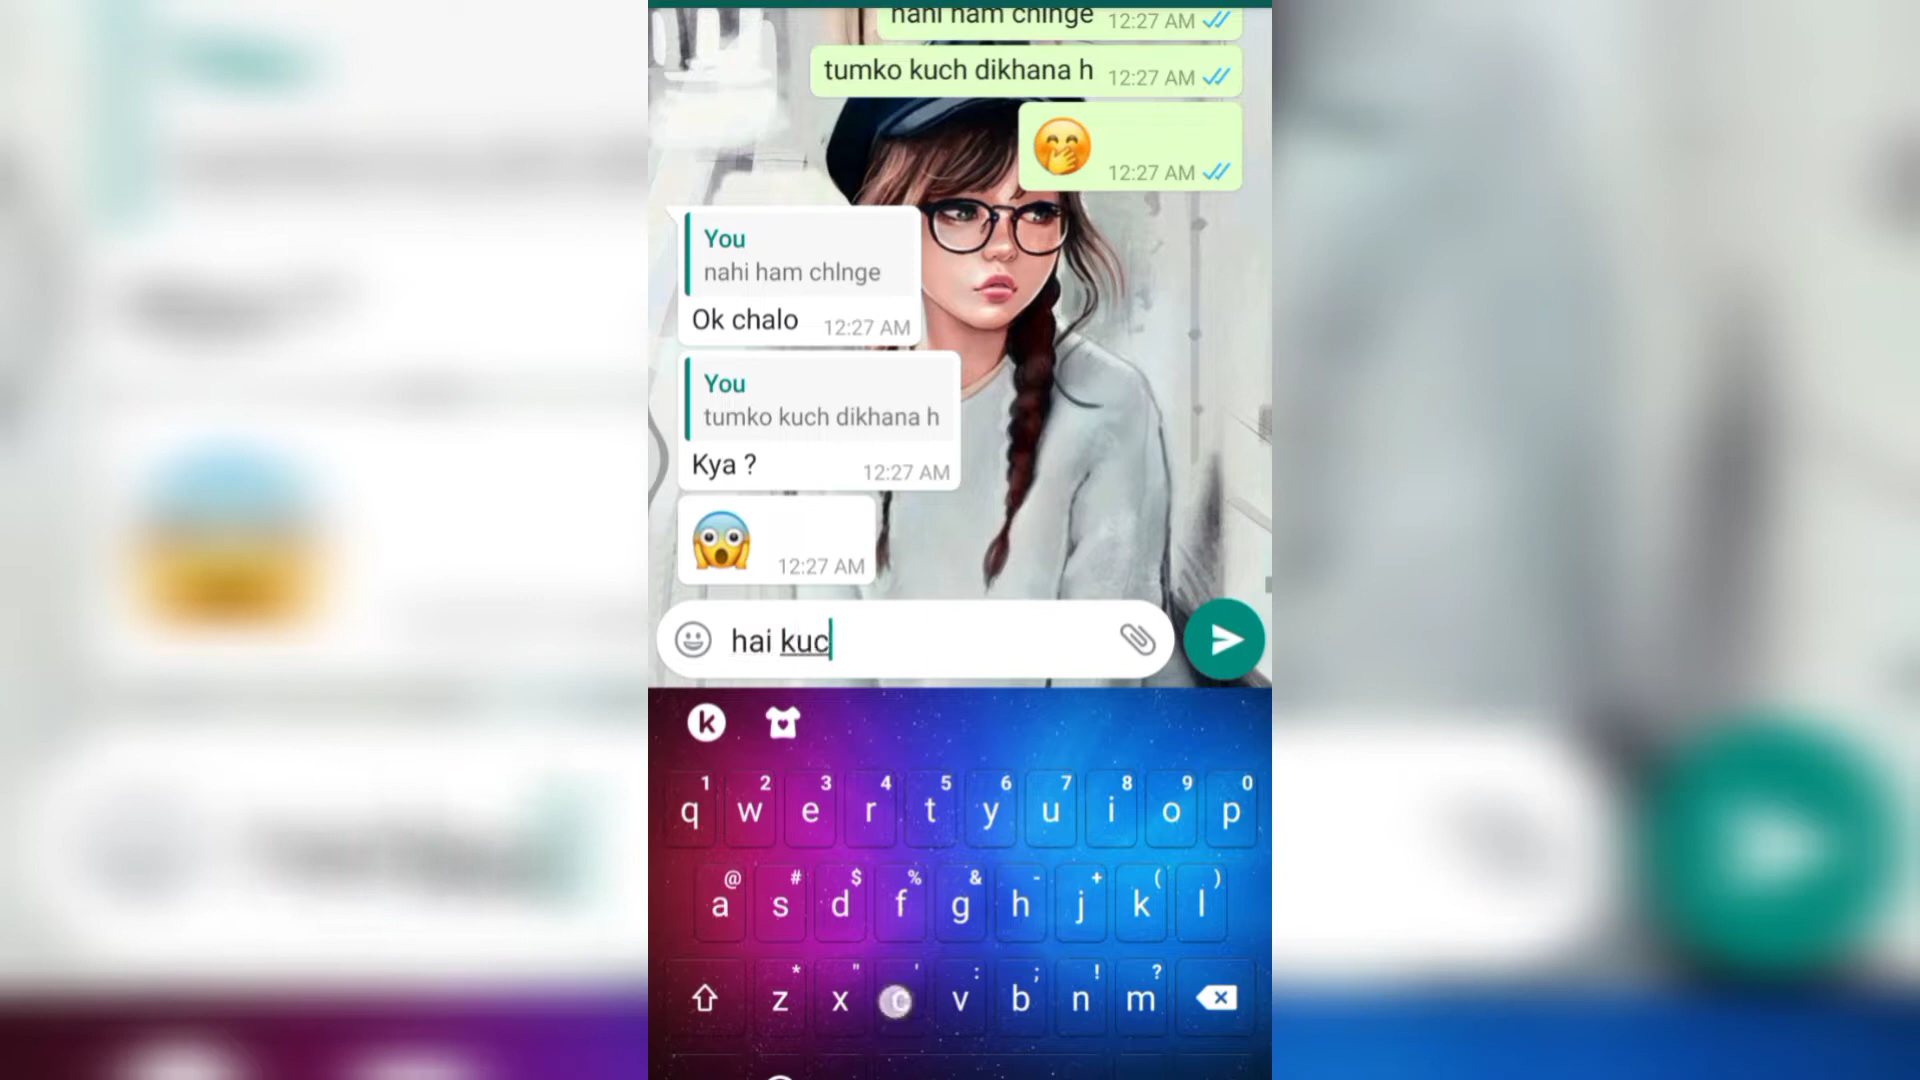 nahi ham chlnge 12:27 AM
tumko kuch dikhana h 12:27 AM
🤭 12:27 AM
You
nahi ham chlnge
Ok chalo 12:27 AM
You
tumko kuch dikhana h
Kya ? 12:27 AM
😱 12:27 AM
hai kuc
k
1 2 3 4 5 6 7 8 9 0
q w e r t y u i o p
@ # $ % & - + ( )
a s d f g h j k l
* " ' : ; ! ?
z x c v b n m